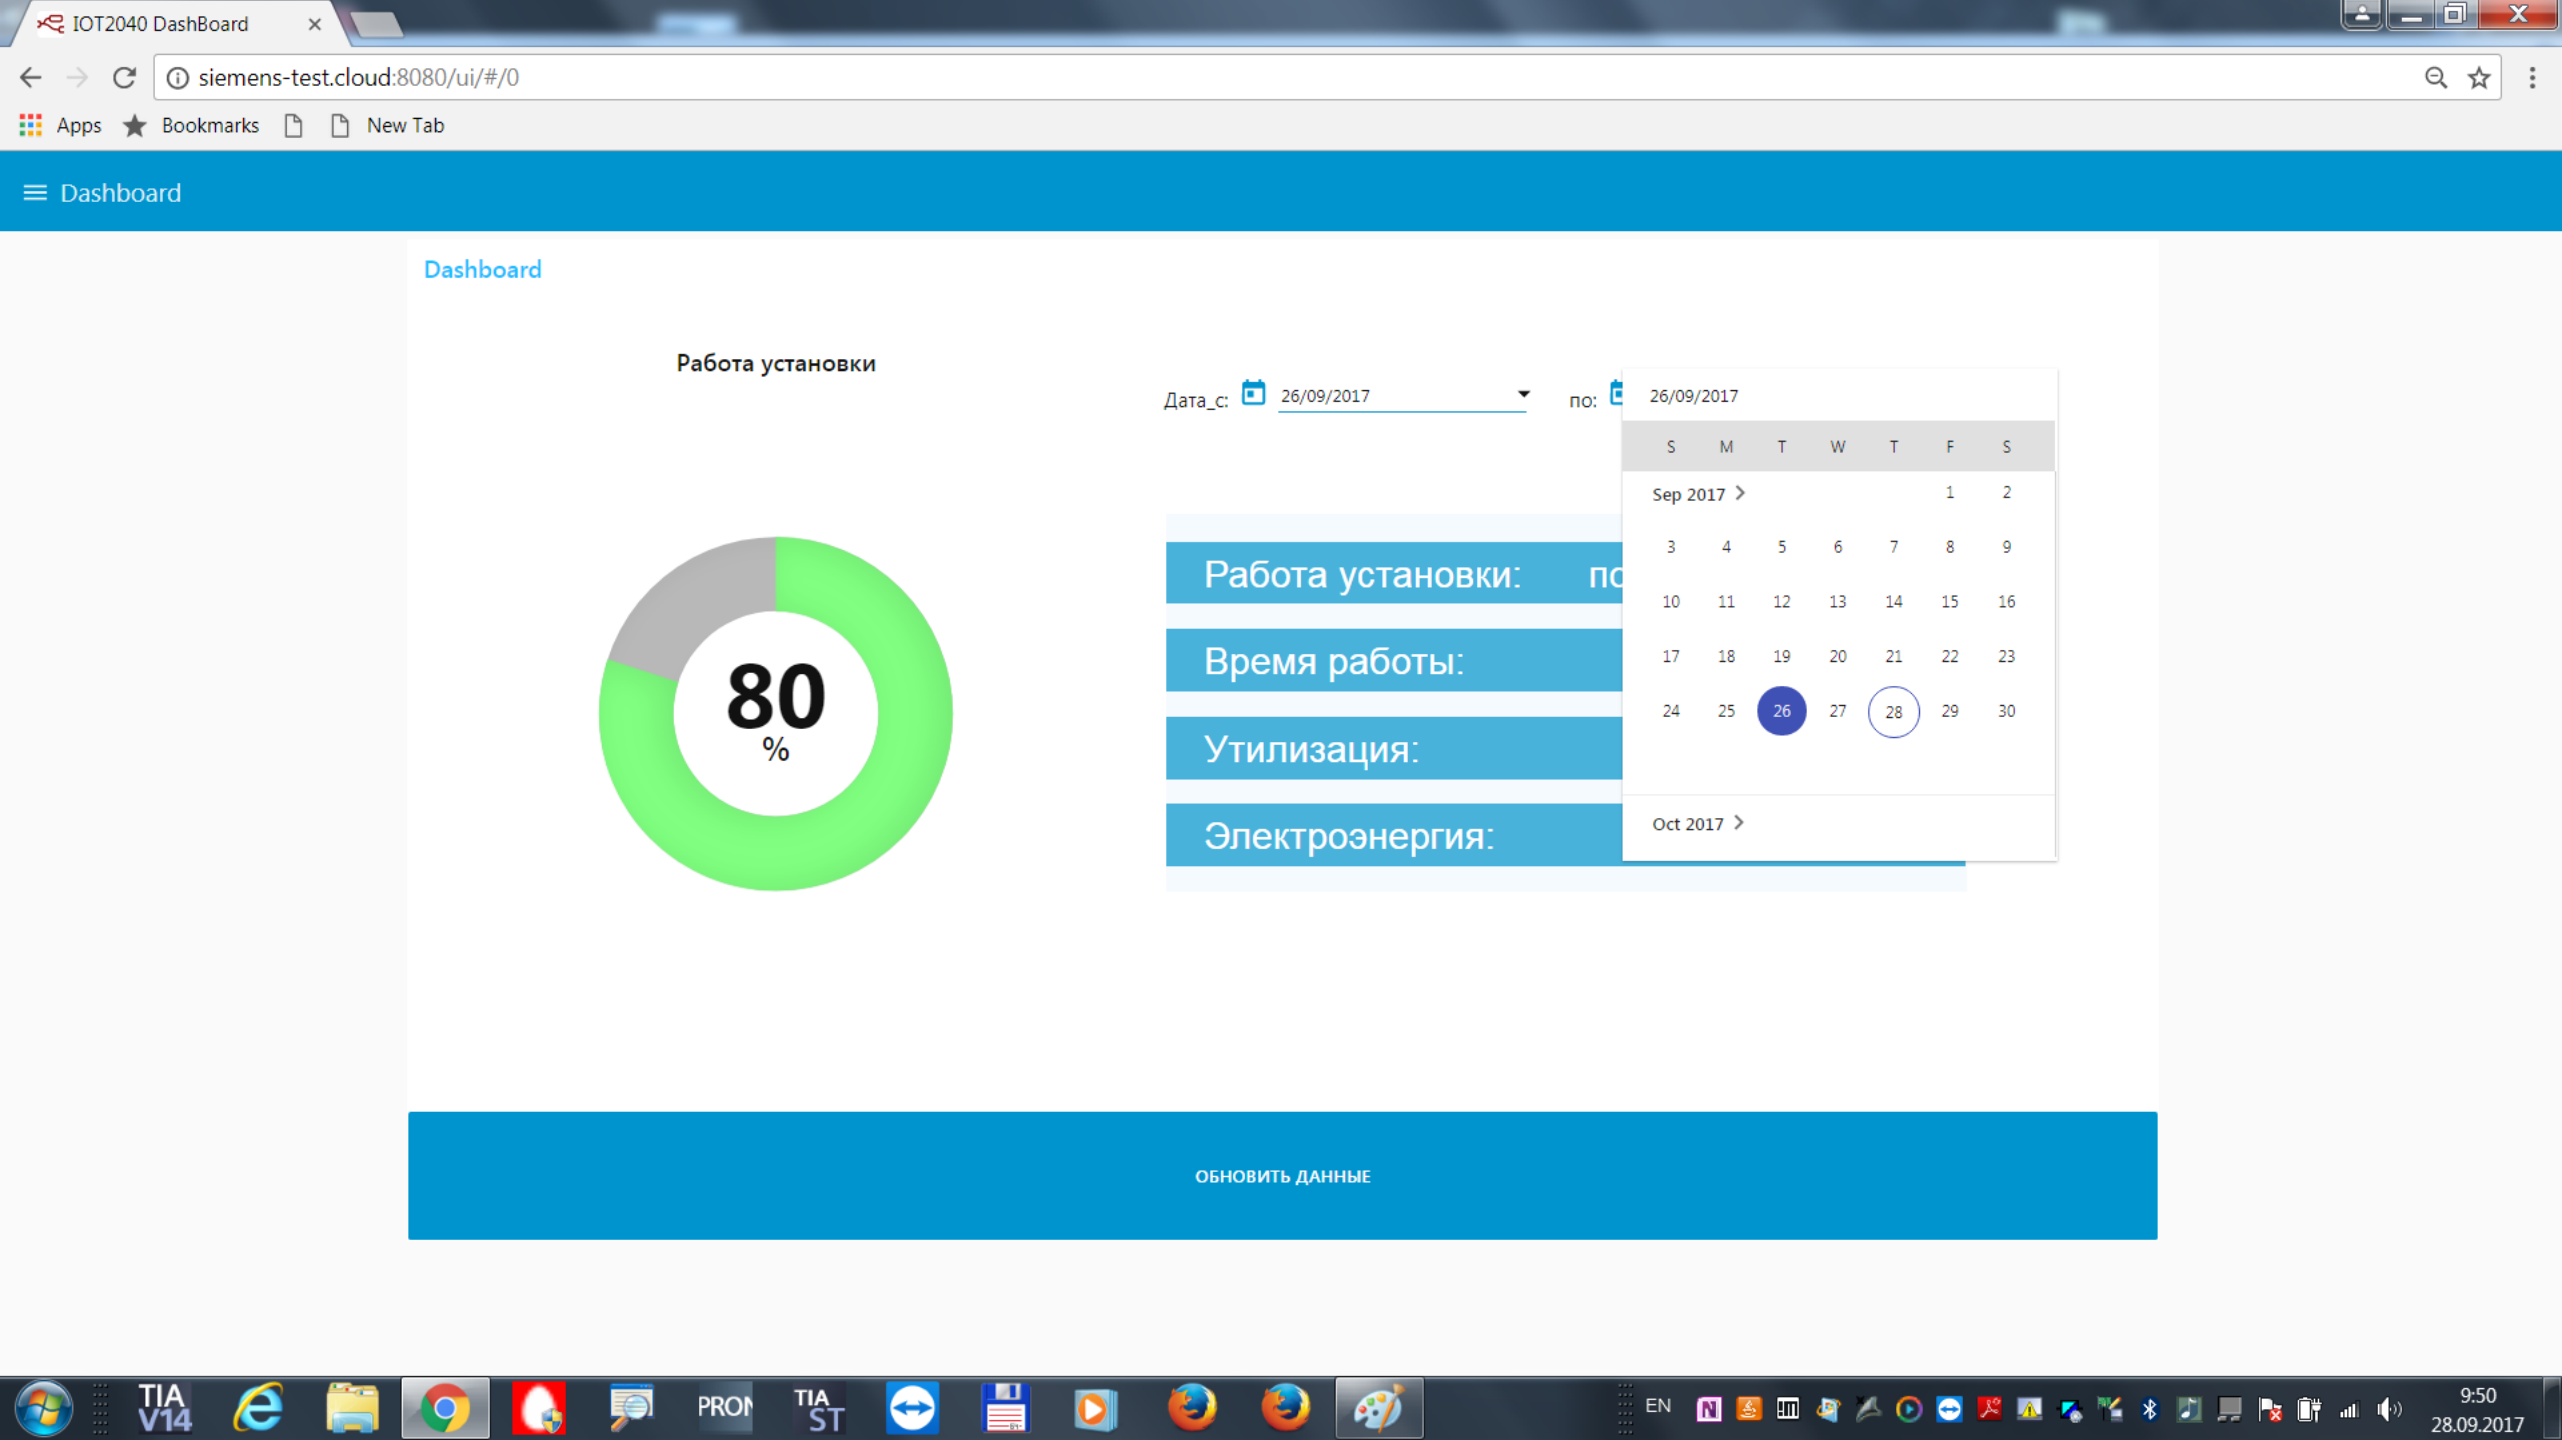 IOT2040 DashBoard
siemens-test.cloud:8080/ui/#/0
Apps Bookmarks New Tab
Dashboard
Dashboard
Работа установки
80
%
Дата_с: 26/09/2017 по: 26/09/2017
S M T W T F S
Sep 2017 1 2
3 4 5 6 7 8 9
10 11 12 13 14 15 16
17 18 19 20 21 22 23
24 25 26 27 28 29 30
Oct 2017
Работа установки:
Время работы:
Утилизация:
Электроэнергия:
ОБНОВИТЬ ДАННЫЕ
TIA V14
PRON
TIA ST
EN
9:50
28.09.2017